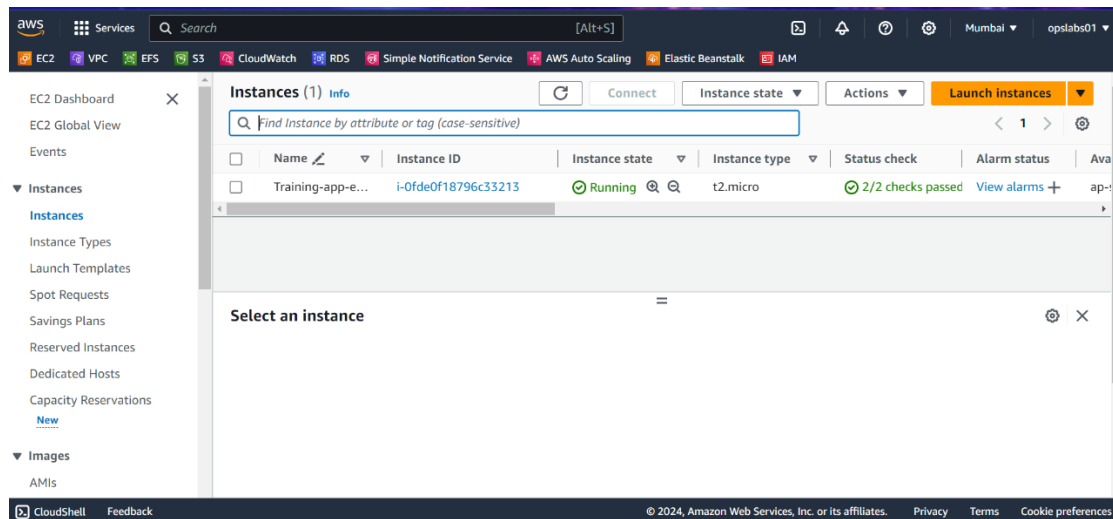 aws Services Search [Alt+S] Mumbai opslabs01
EC2 VPC EFS S3 CloudWatch RDS Simple Notification Service AWS Auto Scaling Elastic Beanstalk IAM
EC2 Dashboard
EC2 Global View
Events
Instances
Instances
Instance Types
Launch Templates
Spot Requests
Savings Plans
Reserved Instances
Dedicated Hosts
Capacity Reservations
New
Images
AMIs
Instances (1) Info Connect Instance state Actions Launch instances
Find Instance by attribute or tag (case-sensitive) 1
Name Instance ID Instance state Instance type Status check Alarm status Ava
Training-app-e... i-0fde0f18796c33213 Running t2.micro 2/2 checks passed View alarms + ap-s
Select an instance
CloudShell Feedback © 2024, Amazon Web Services, Inc. or its affiliates. Privacy Terms Cookie preferences